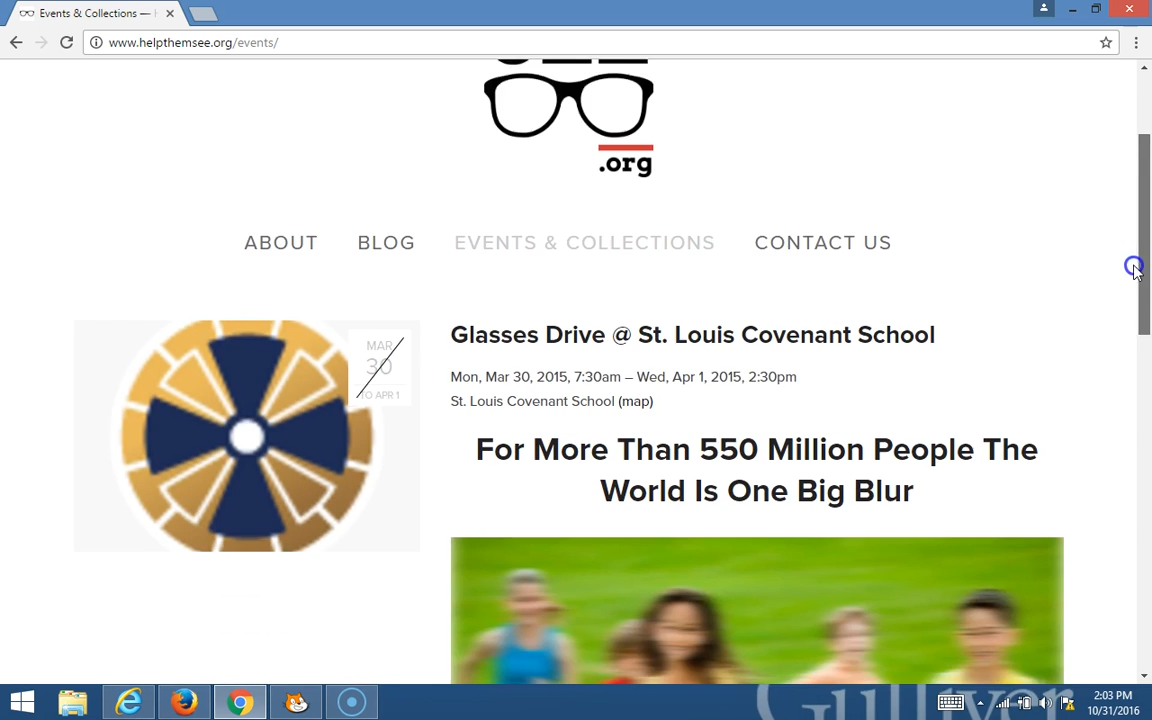 Events & Collections —
www.helpthemsee.org/events/
.org
ABOUT BLOG EVENTS & COLLECTIONS CONTACT US
MAR
30
TO APR 1
Glasses Drive @ St. Louis Covenant School
Mon, Mar 30, 2015, 7:30am – Wed, Apr 1, 2015, 2:30pm
St. Louis Covenant School (map)
For More Than 550 Million People The
World Is One Big Blur
Gulliver
2:03 PM
10/31/2016